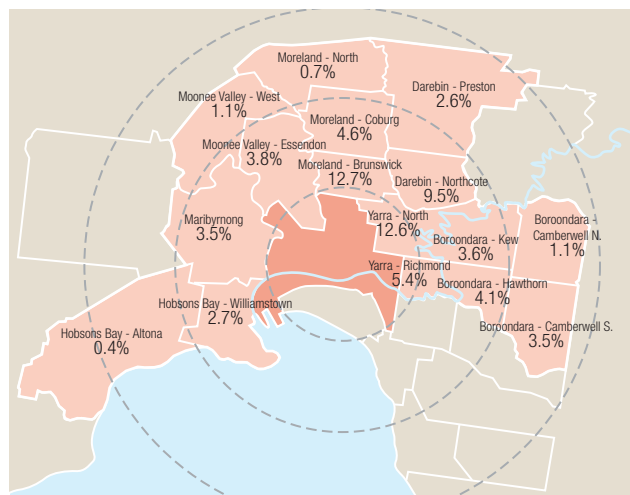 Moreland - North
0.7%
Darebin - Preston
2.6%
Moonee Valley - West
1.1%
Moreland - Coburg
4.6%
Moonee Valley - Essendon
3.8%
Moreland - Brunswick
12.7%
Darebin - Northcote
9.5%
Maribyrnong
3.5%
Yarra - North
12.6%
Boroondara - Kew
3.6%
Boroondara -
Camberwell N.
1.1%
Yarra - Richmond
5.4%
Boroondara - Hawthorn
4.1%
Hobsons Bay - Williamstown
2.7%
Boroondara - Camberwell S.
3.5%
Hobsons Bay - Altona
0.4%